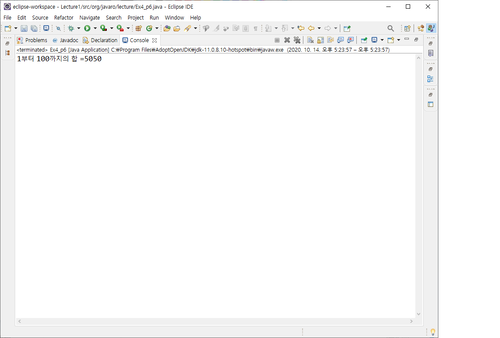 eclipse-workspace - Lecture1/src/org/javaro/lecture/Ex4_p6.java - Eclipse IDE
File Edit Source Refactor Navigate Search Project Run Window Help
Problems Javadoc Declaration Console
<terminated> Ex4_p6 [Java Application] C:₩Program Files₩AdoptOpenJDK₩jdk-11.0.8.10-hotspot₩bin₩javaw.exe (2020. 10. 14. 오후 5:23:57 – 오후 5:23:57)
1부터 100까지의 합 =5050